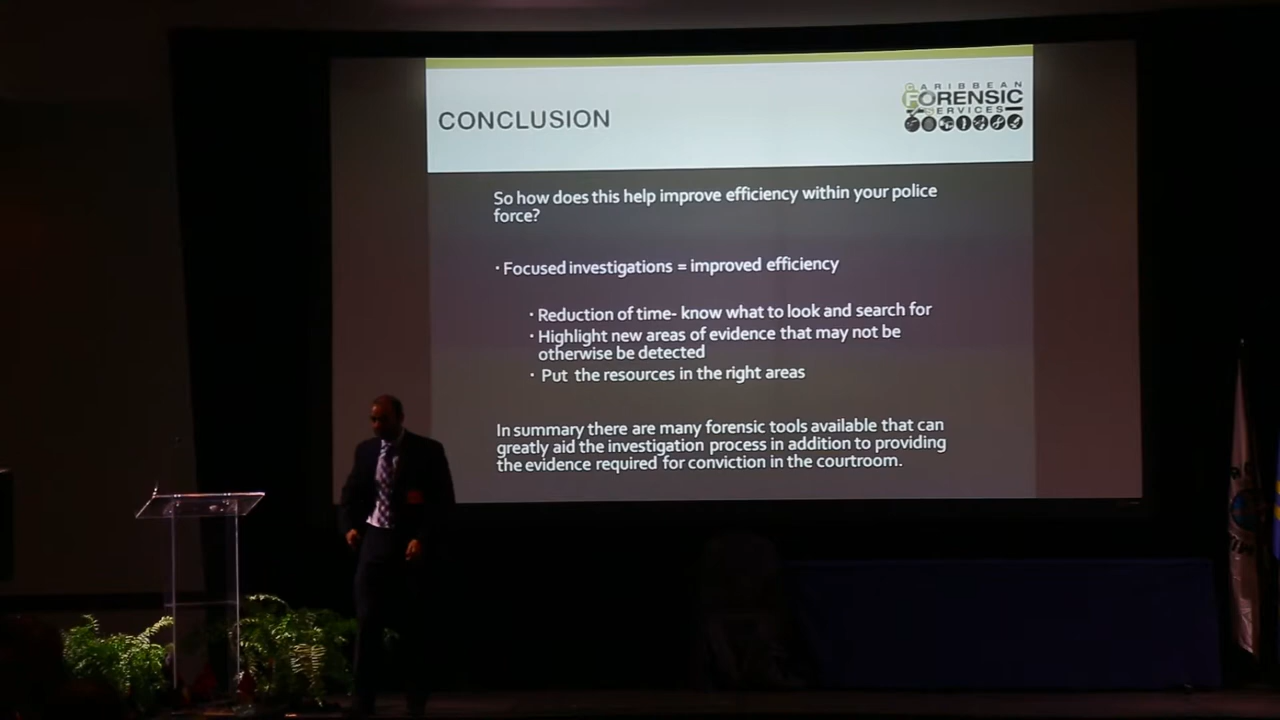 CONCLUSION
CARIBBEAN
FORENSIC
SERVICES
So how does this help improve efficiency within your police
force?
· Focused investigations = improved efficiency
· Reduction of time- know what to look and search for
· Highlight new areas of evidence that may not be
otherwise be detected
· Put the resources in the right areas
In summary there are many forensic tools available that can
greatly aid the investigation process in addition to providing
the evidence required for conviction in the courtroom.